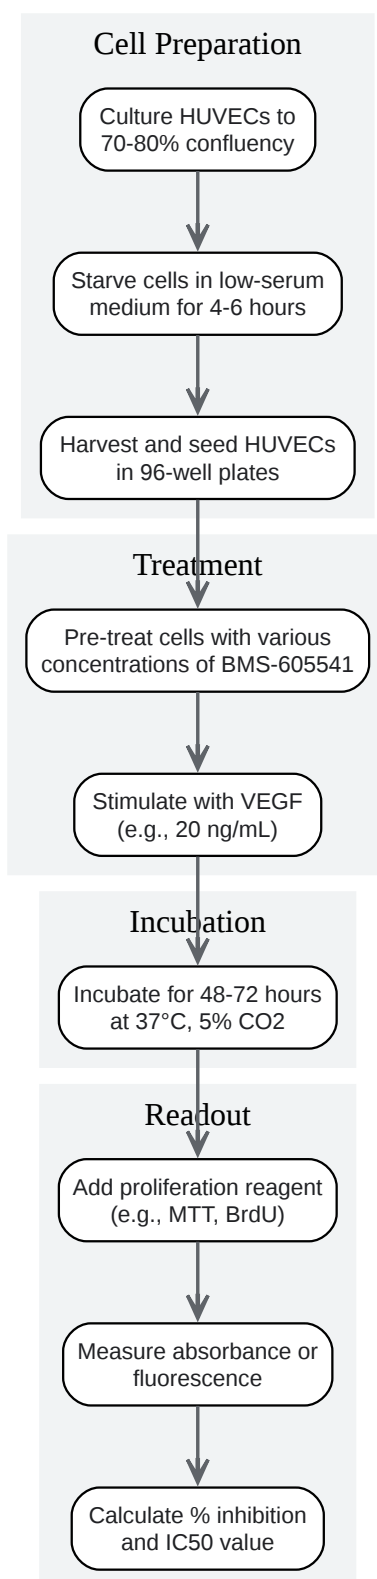 Cell Preparation
Culture HUVECs to
70-80% confluency
Starve cells in low-serum
medium for 4-6 hours
Harvest and seed HUVECs
in 96-well plates
Treatment
Pre-treat cells with various
concentrations of BMS-605541
Stimulate with VEGF
(e.g., 20 ng/mL)
Incubation
Incubate for 48-72 hours
at 37°C, 5% CO2
Readout
Add proliferation reagent
(e.g., MTT, BrdU)
Measure absorbance or
fluorescence
Calculate % inhibition
and IC50 value